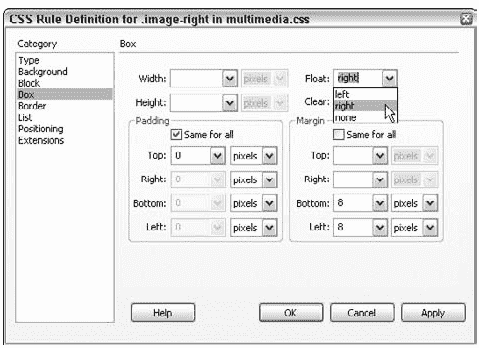 CSS Rule Definition for .image-right in multimedia.css
Category
Type
Background
Block
Box
Border
List
Positioning
Extensions
Box
Width: pixels Float: right
Height: pixels Clear:
left
right
none
Padding
Same for all
Top: 0 pixels
Right: 0 pixels
Bottom: 0 pixels
Left: 0 pixels
Margin
Same for all
Top: pixels
Right: pixels
Bottom: 8 pixels
Left: 8 pixels
Help OK Cancel Apply